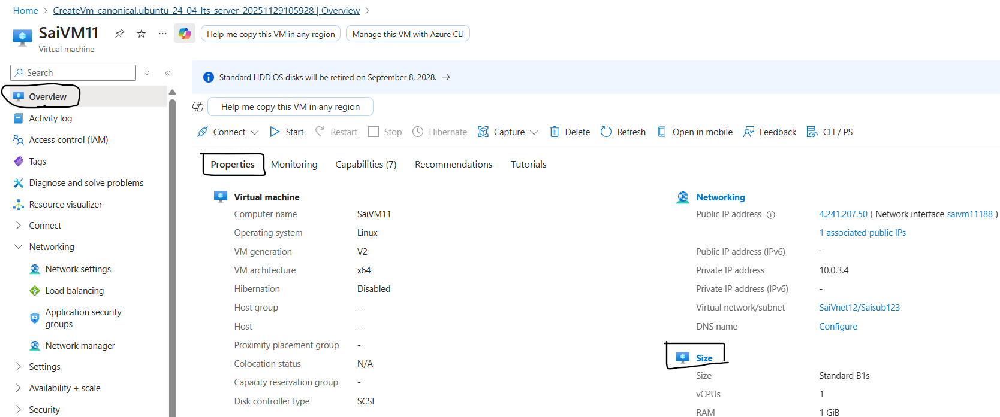 Home > CreateVm-canonical.ubuntu-24_04-lts-server-20251129105928 | Overview >
SaiVM11
Help me copy this VM in any region
Manage this VM with Azure CLI
Virtual machine
Search
Standard HDD OS disks will be retired on September 8, 2028. →
Overview
Activity log
Access control (IAM)
Tags
Diagnose and solve problems
Resource visualizer
Connect
Networking
Network settings
Load balancing
Application security
groups
Network manager
Settings
Availability + scale
Security
Help me copy this VM in any region
Connect Start Restart Stop Hibernate Capture Delete Refresh Open in mobile Feedback CLI / PS
Properties Monitoring Capabilities (7) Recommendations Tutorials
Virtual machine
Computer name SaiVM11
Operating system Linux
VM generation V2
VM architecture x64
Hibernation Disabled
Host group -
Host -
Proximity placement group -
Colocation status N/A
Capacity reservation group -
Disk controller type SCSI
Networking
Public IP address 4.241.207.50 ( Network interface saivm11188 )
1 associated public IPs
Public IP address (IPv6) -
Private IP address 10.0.3.4
Private IP address (IPv6) -
Virtual network/subnet SaiVnet12/Saisub123
DNS name Configure
Size
Size Standard B1s
vCPUs 1
RAM 1 GiB